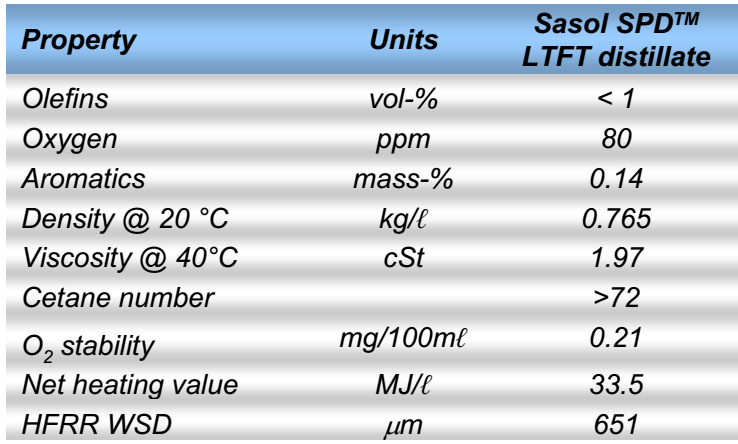 Property Units Sasol SPD™ LTFT distillate
Olefins vol-% < 1
Oxygen ppm 80
Aromatics mass-% 0.14
Density @ 20 °C kg/ℓ 0.765
Viscosity @ 40°C cSt 1.97
Cetane number >72
O₂ stability mg/100mℓ 0.21
Net heating value MJ/ℓ 33.5
HFRR WSD μm 651